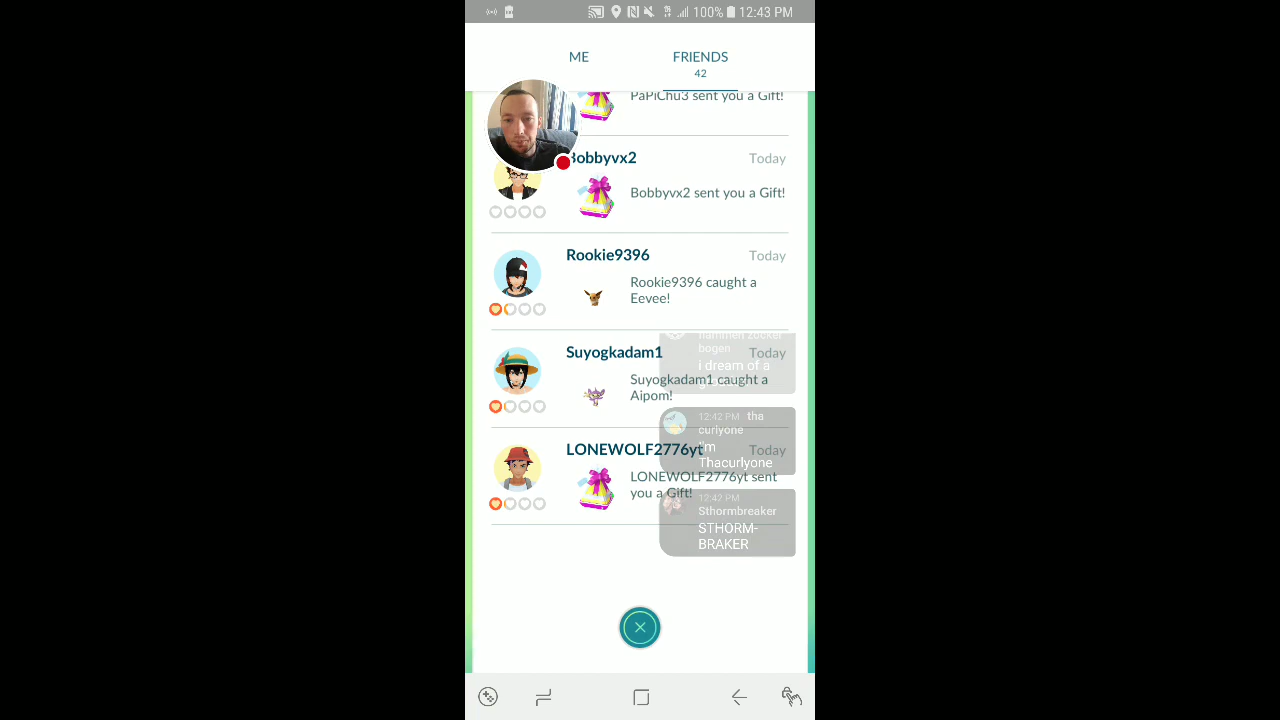 100% 12:43 PM
ME
FRIENDS
42
PaPiChu3 sent you a Gift!
Bobbyvx2
Today
Bobbyvx2 sent you a Gift!
Rookie9396
Today
Rookie9396 caught a
Eevee!
bogen
Suyogkadam1
Today
i dream of a
Suyogkadam1 caught a
Aipom!
12:42 PM tha
curlyone
i'm
Thacurlyone
LONEWOLF2776yt
Today
LONEWOLF2776yt sent
you a Gift!
12:42 PM
Sthormbreaker
STHORM-
BRAKER